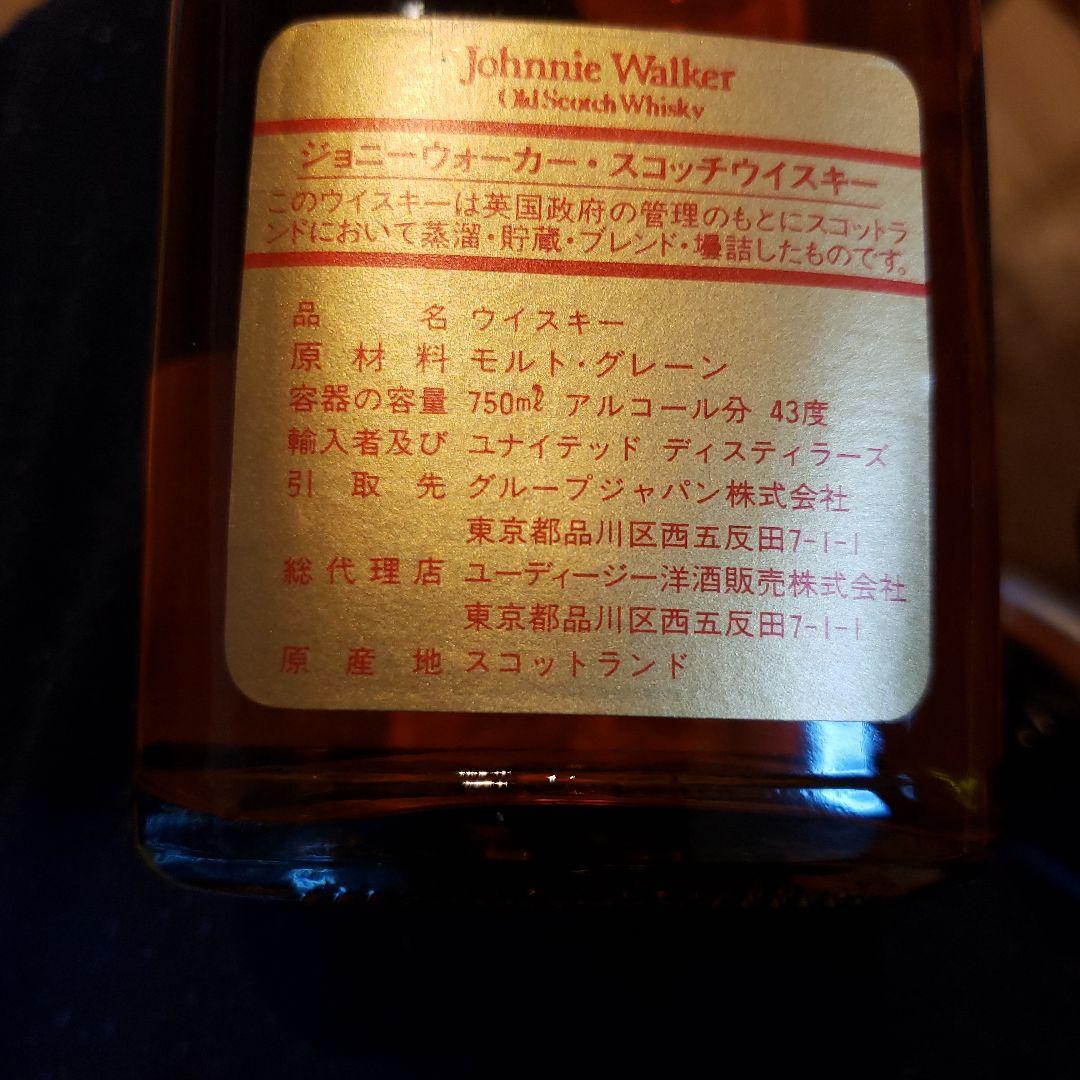 Johnnie Walker
Old Scotch Whisky
ジョニーウォーカー・スコッチウイスキー
このウイスキーは英国政府の管理のもとにスコットラ
ンドにおいて蒸溜・貯蔵・ブレンド・壜詰したものです。
品名 ウイスキー
原材料 モルト・グレーン
容器の容量 750mℓ アルコール分 43度
輸入者及び ユナイテッド ディスティラーズ
引取先 グループジャパン株式会社
東京都品川区西五反田7-1-1
総代理店 ユーディージー洋酒販売株式会社
東京都品川区西五反田7-1-1
原産地 スコットランド